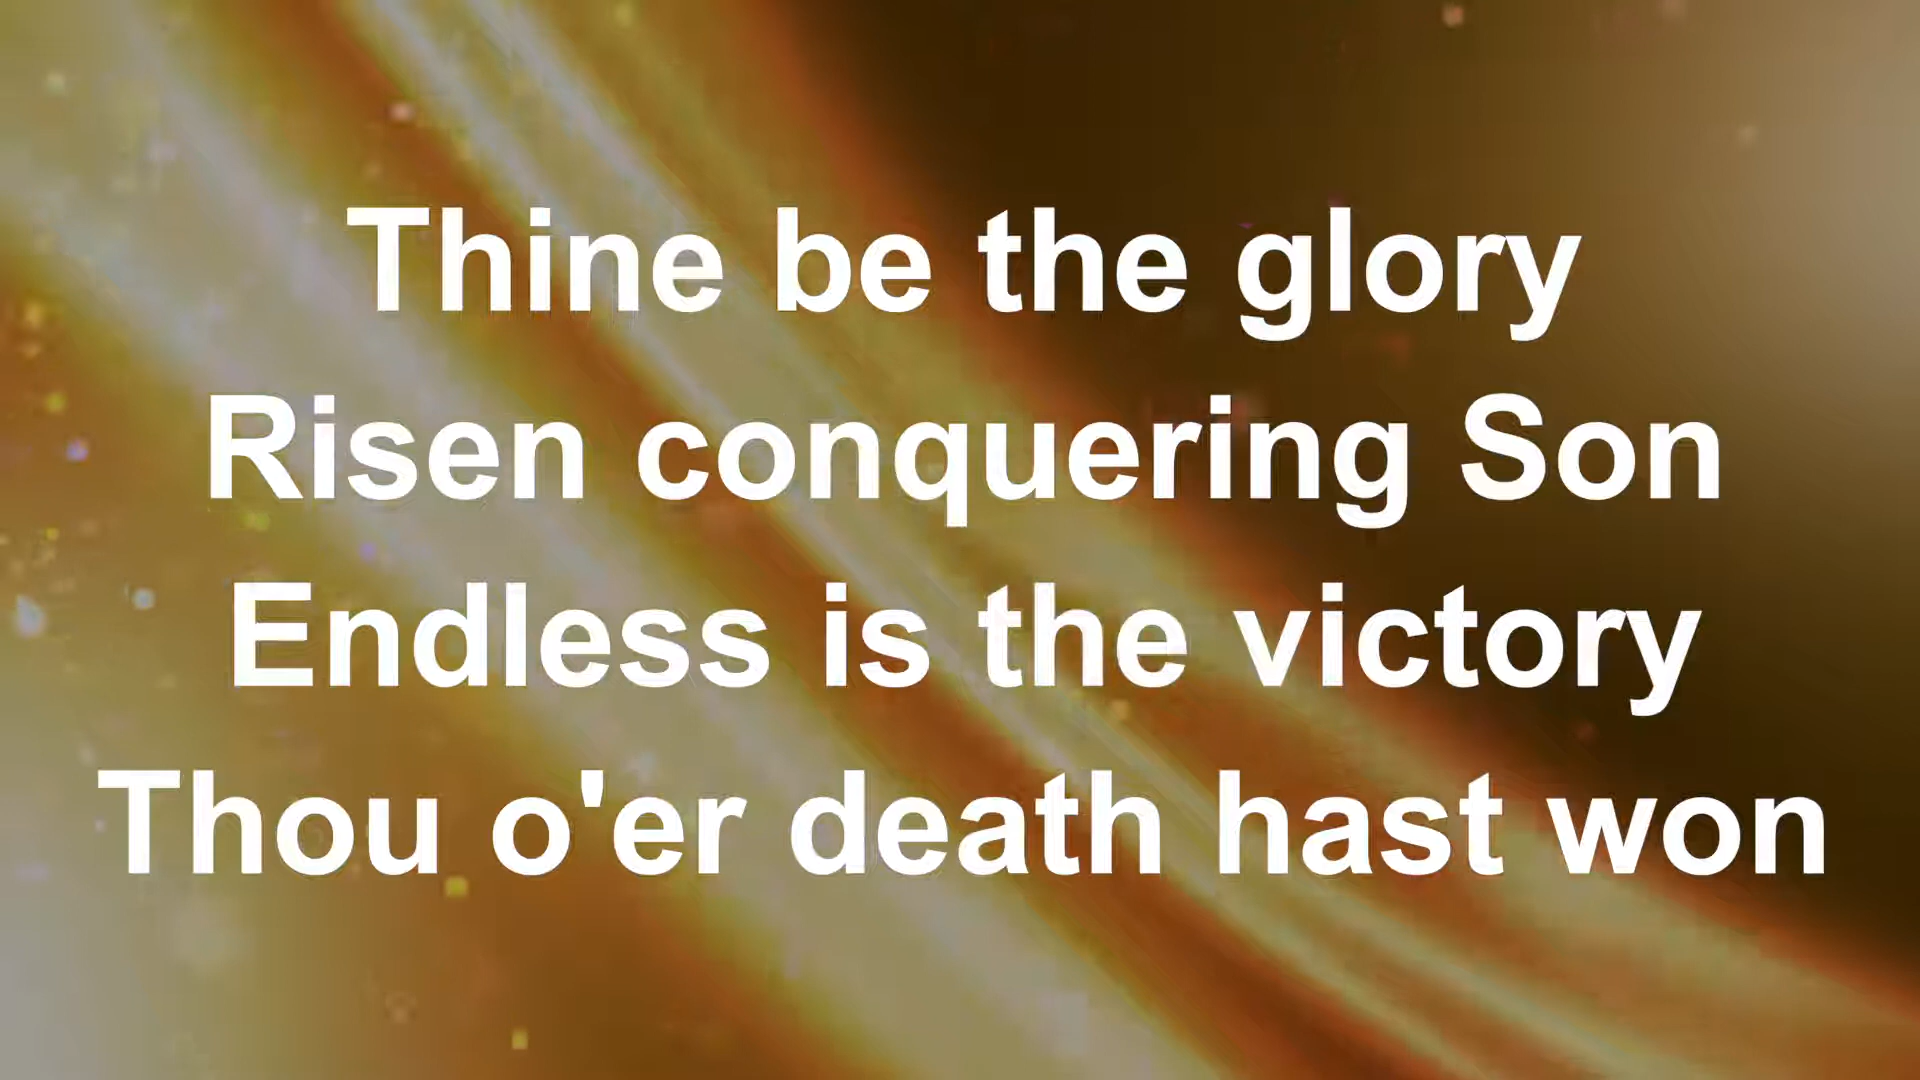 Thine be the glory
Risen conquering Son
Endless is the victory
Thou o'er death hast won